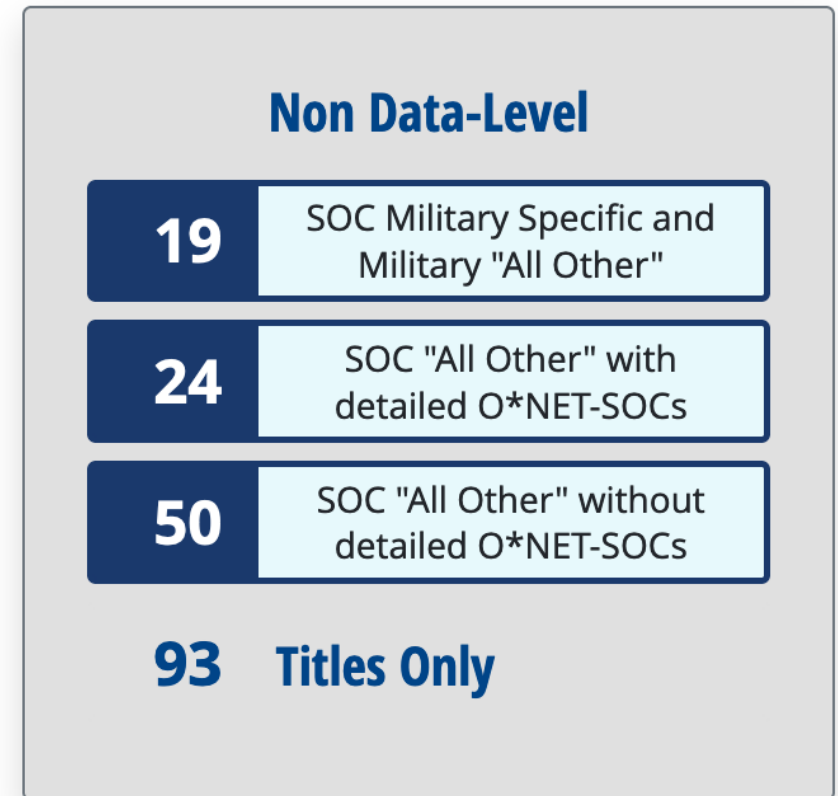 Non Data-Level
19
SOC Military Specific and
Military "All Other"
24
SOC "All Other" with
detailed O*NET-SOCs
50
SOC "All Other" without
detailed O*NET-SOCs
93 Titles Only